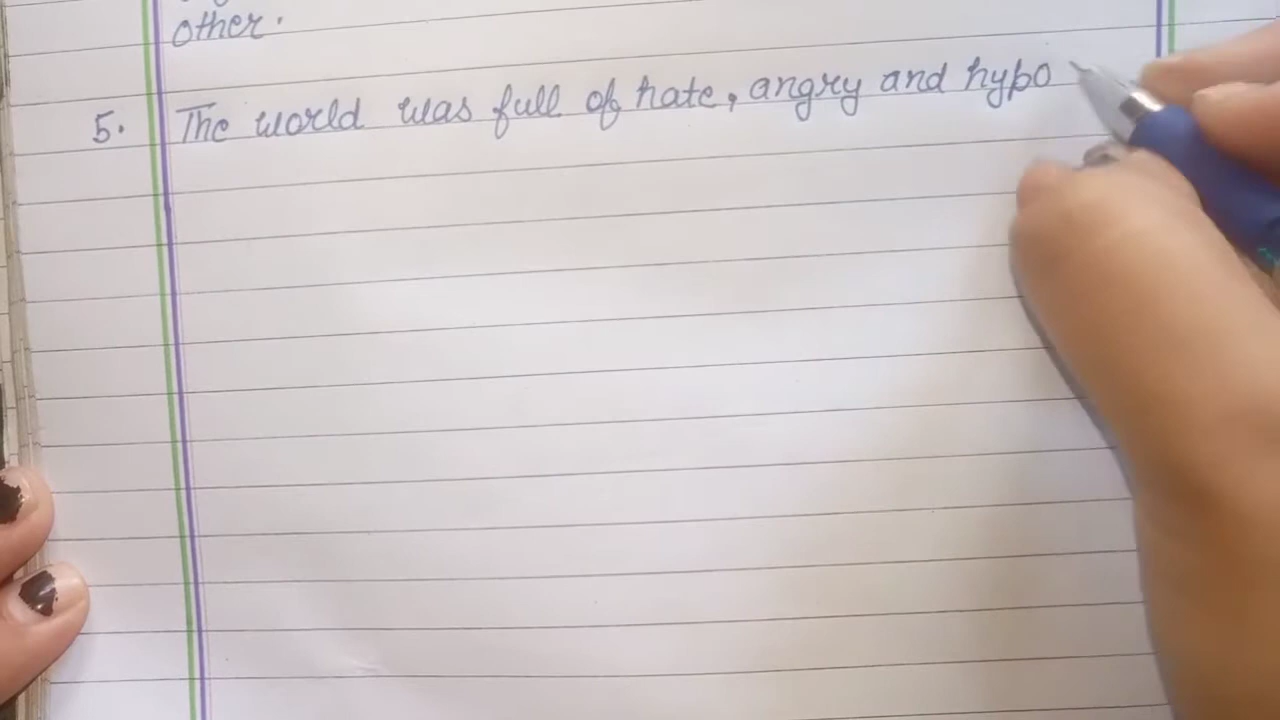 other.
5. The world was full of hate, angry and hypo